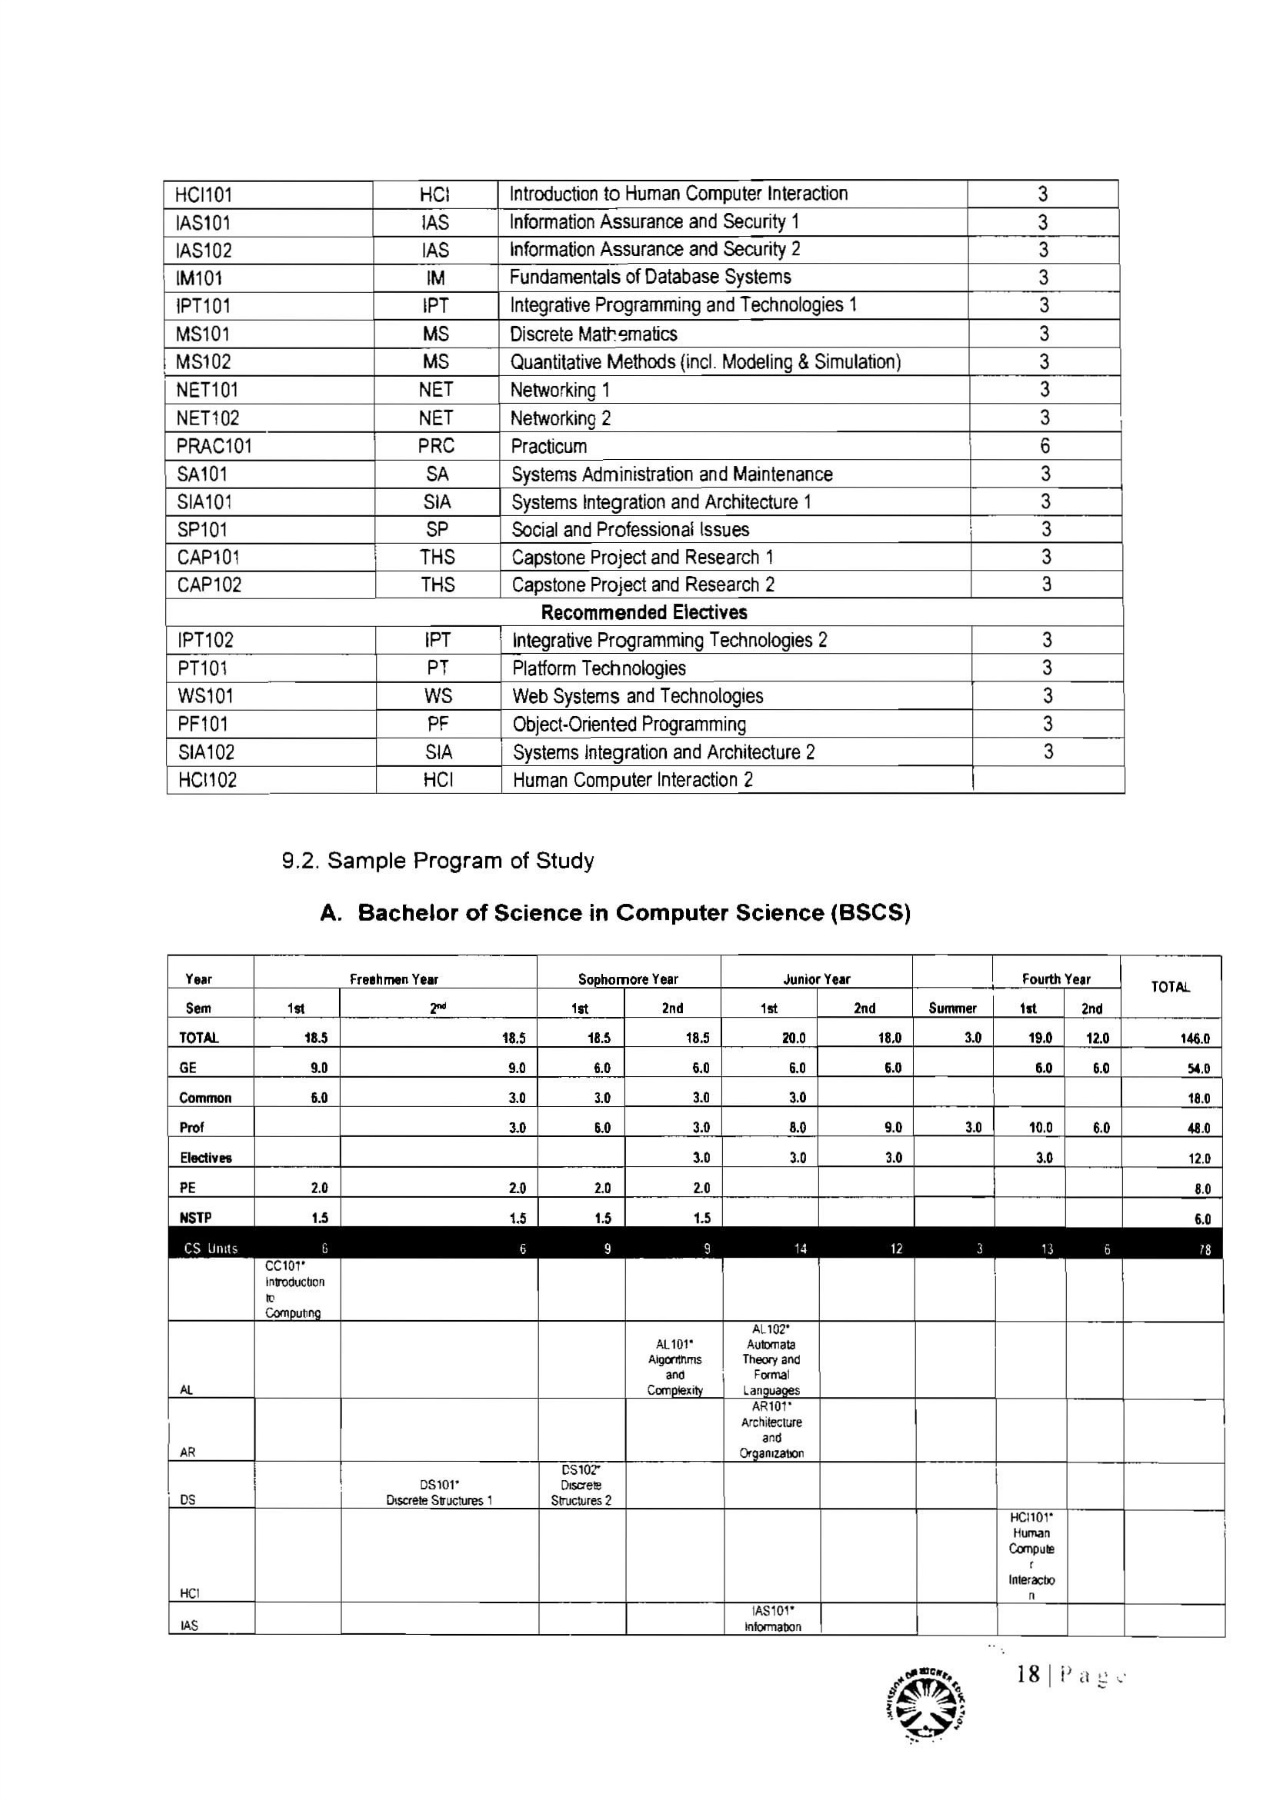 HCI101 HCI Introduction to Human Computer Interaction 3
IAS101 IAS Information Assurance and Security 1 3
IAS102 IAS Information Assurance and Security 2 3
IM101 IM Fundamentals of Database Systems 3
IPT101 IPT Integrative Programming and Technologies 1 3
MS101 MS Discrete Mathematics 3
MS102 MS Quantitative Methods (incl. Modeling & Simulation) 3
NET101 NET Networking 1 3
NET102 NET Networking 2 3
PRAC101 PRC Practicum 6
SA101 SA Systems Administration and Maintenance 3
SIA101 SIA Systems Integration and Architecture 1 3
SP101 SP Social and Professional Issues 3
CAP101 THS Capstone Project and Research 1 3
CAP102 THS Capstone Project and Research 2 3
Recommended Electives
IPT102 IPT Integrative Programming Technologies 2 3
PT101 PT Platform Technologies 3
WS101 WS Web Systems and Technologies 3
PF101 PF Object-Oriented Programming 3
SIA102 SIA Systems Integration and Architecture 2 3
HCI102 HCI Human Computer Interaction 2
9.2. Sample Program of Study
A. Bachelor of Science in Computer Science (BSCS)
Year Freshmen Year Sophomore Year Junior Year Fourth Year TOTAL
Sem 1st 2nd 1st 2nd 1st 2nd Summer 1st 2nd
TOTAL 18.5 18.5 18.5 18.5 20.0 18.0 3.0 19.0 12.0 146.0
GE 9.0 9.0 6.0 6.0 6.0 6.0 6.0 6.0 54.0
Common 6.0 3.0 3.0 3.0 3.0 18.0
Prof 3.0 6.0 3.0 8.0 9.0 3.0 10.0 6.0 48.0
Electives 3.0 3.0 3.0 3.0 12.0
PE 2.0 2.0 2.0 2.0 8.0
NSTP 1.5 1.5 1.5 1.5 6.0
CS Units 6 6 9 9 14 12 3 13 6 78
CC101*
Introduction
to
Computing
AL101*
Algorithms
and
Complexity
AL102*
Automata
Theory and
Formal
Languages
AL
AR101*
Architecture
and
Organization
AR
DS101*
Discrete Structures 1
DS102*
Discrete
Structures 2
DS
HCI101*
Human
Compute
r
Interactio
n
HCI
IAS101*
Information
IAS
18 | Page